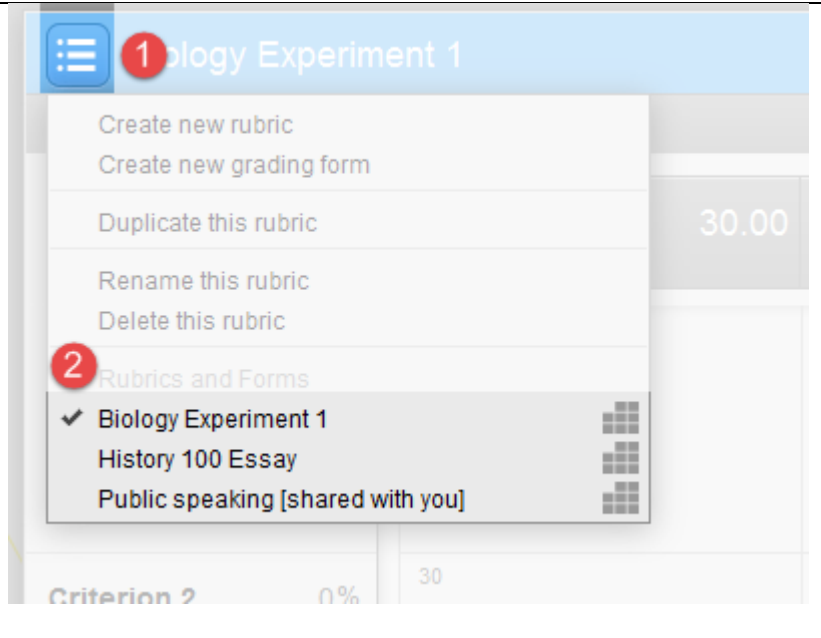 1 Biology Experiment 1
Create new rubric
Create new grading form
Duplicate this rubric
30.00
Rename this rubric
Delete this rubric
2 Rubrics and Forms
Biology Experiment 1
History 100 Essay
Public speaking [shared with you]
30
Criterion 2 0%